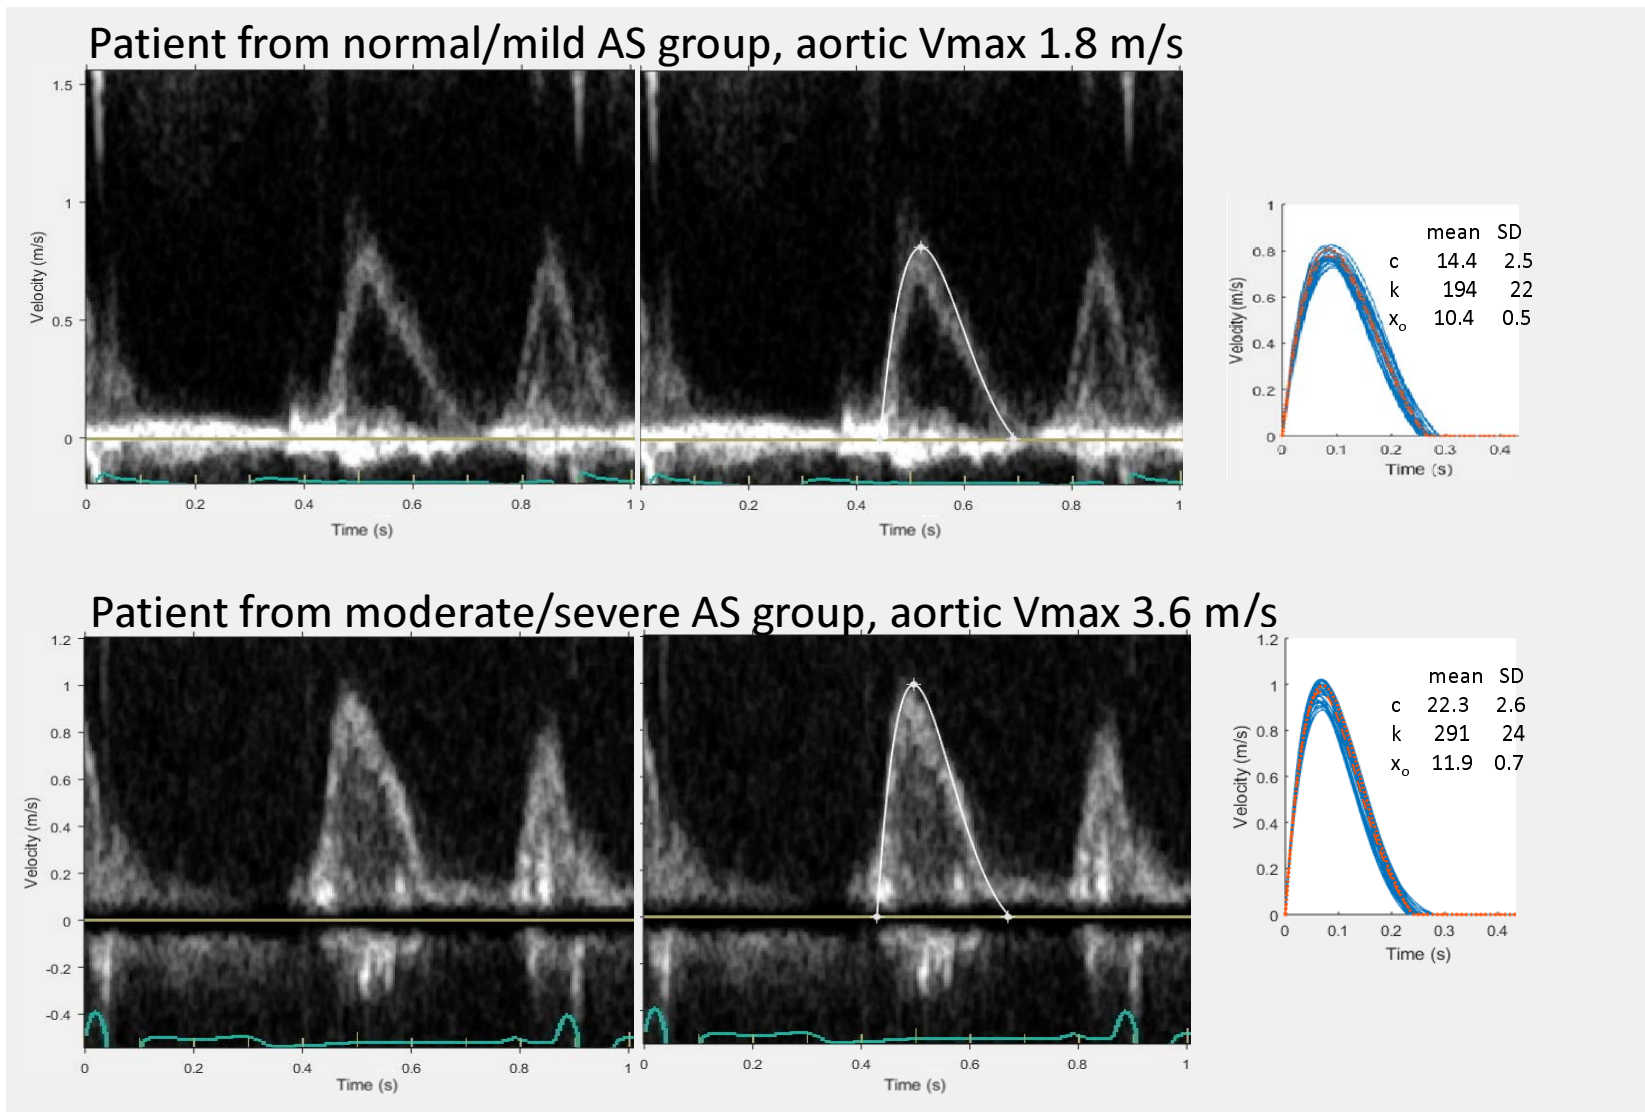 Patient from normal/mild AS group, aortic Vmax 1.8 m/s
1.5
1
0.5
0
Velocity (m/s)
0 0.2 0.4 0.6 0.8 1
Time (s)
0.2 0.4 0.6 0.8 1
Time (s)
1
0.8
0.6
0.4
0.2
0
Velocity (m/s)
mean SD
c 14.4 2.5
k 194 22
xo 10.4 0.5
0 0.1 0.2 0.3 0.4
Time (s)
Patient from moderate/severe AS group, aortic Vmax 3.6 m/s
1.2
1
0.8
0.6
0.4
0.2
0
-0.2
-0.4
Velocity (m/s)
0 0.2 0.4 0.6 0.8 1
Time (s)
0 0.2 0.4 0.6 0.8 1
Time (s)
1.2
1
0.8
0.6
0.4
0.2
0
Velocity (m/s)
mean SD
c 22.3 2.6
k 291 24
xo 11.9 0.7
0 0.1 0.2 0.3 0.4
Time (s)